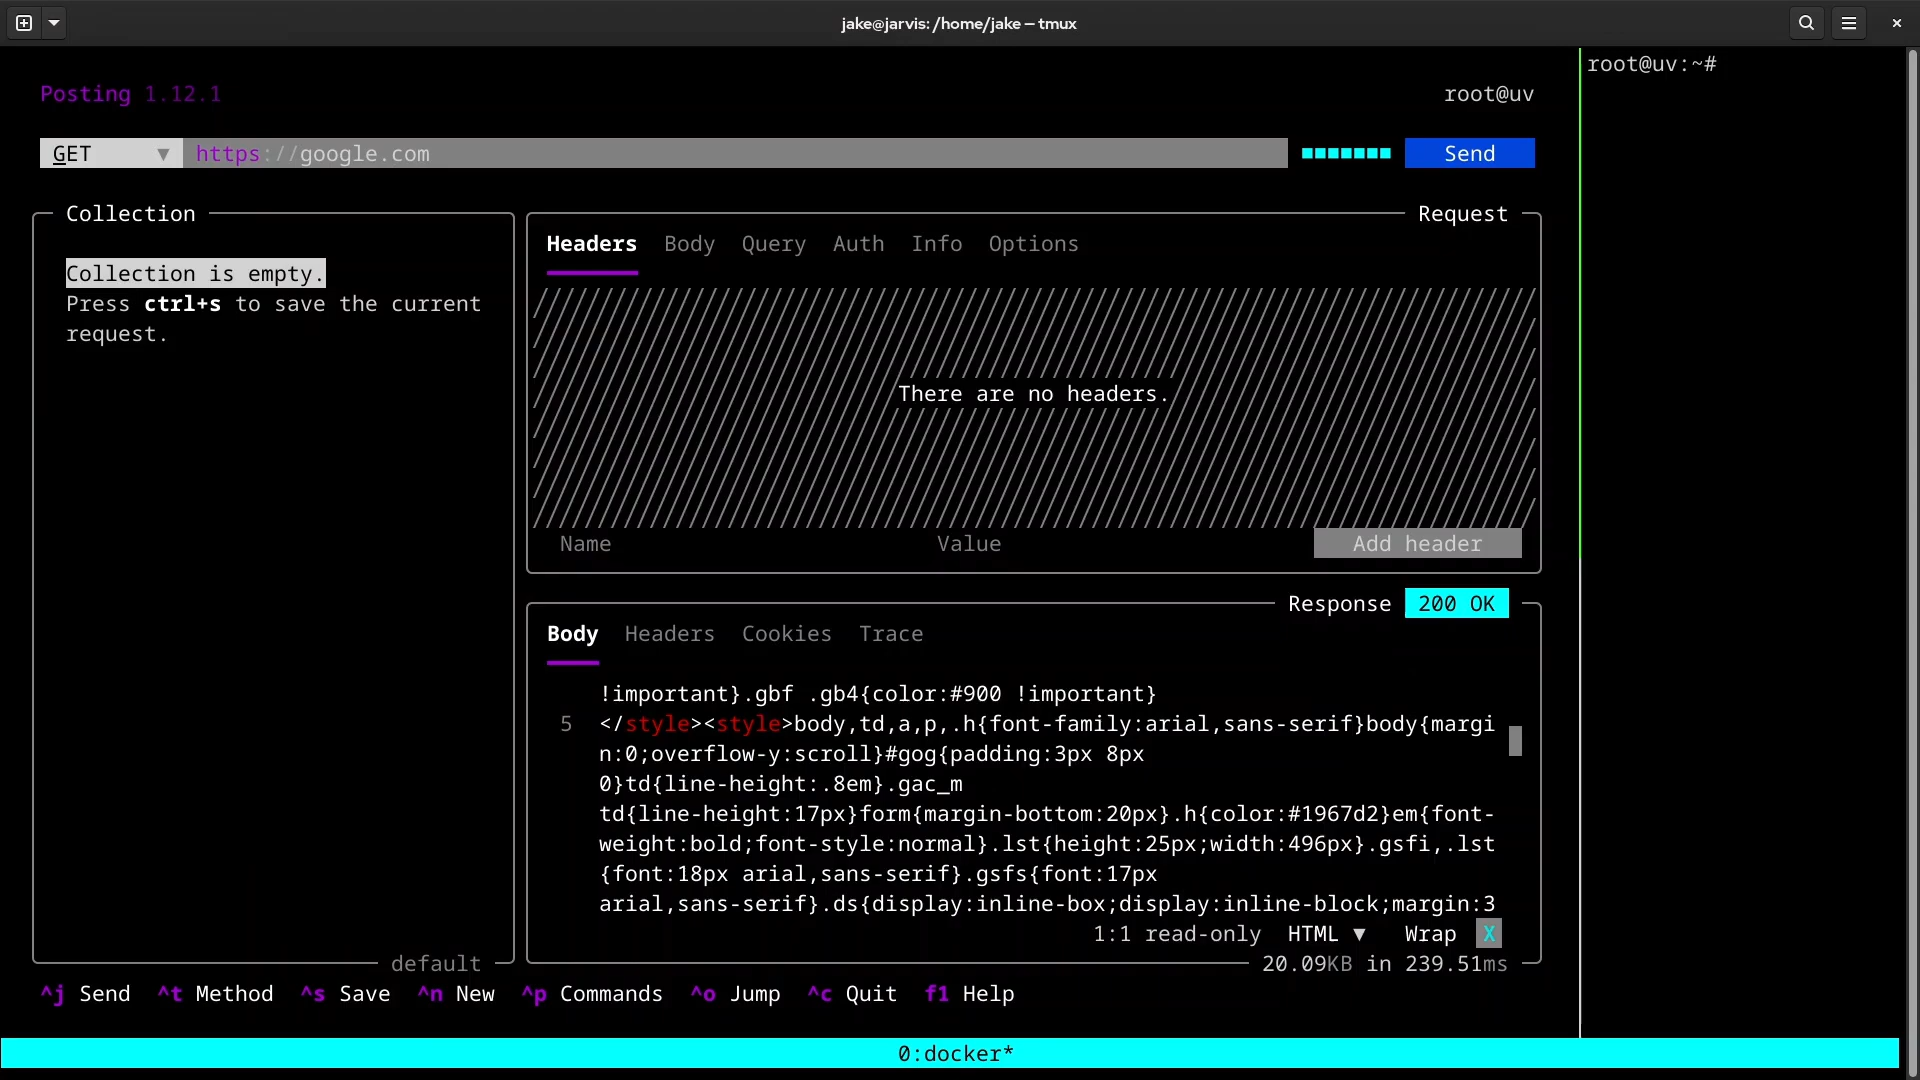 jake@jarvis: /home/jake — tmux
root@uv:~#
Posting 1.12.1
root@uv
GET ▼ https://google.com Send
Collection
Collection is empty.
Press ctrl+s to save the current
request.
default
Request
Headers Body Query Auth Info Options
There are no headers.
Name Value Add header
Response 200 OK
Body Headers Cookies Trace
!important}.gbf .gb4{color:#900 !important}
5 </style><style>body,td,a,p,.h{font-family:arial,sans-serif}body{margi
n:0;overflow-y:scroll}#gog{padding:3px 8px
0}td{line-height:.8em}.gac_m
td{line-height:17px}form{margin-bottom:20px}.h{color:#1967d2}em{font-
weight:bold;font-style:normal}.lst{height:25px;width:496px}.gsfi,.lst
{font:18px arial,sans-serif}.gsfs{font:17px
arial,sans-serif}.ds{display:inline-box;display:inline-block;margin:3
1:1 read-only HTML ▼ Wrap X
20.09KB in 239.51ms
^j Send ^t Method ^s Save ^n New ^p Commands ^o Jump ^c Quit f1 Help
0:docker*